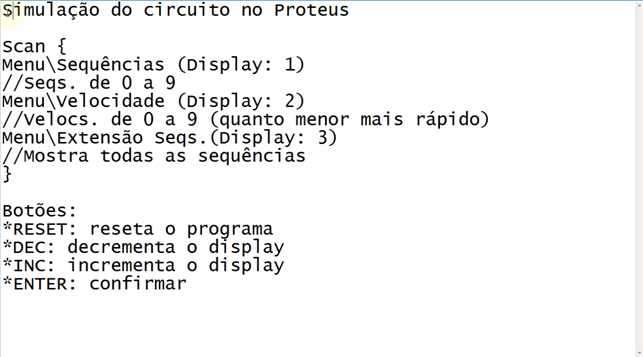 Simulação do circuito no Proteus
Scan {
Menu\Sequências (Display: 1)
//Seqs. de 0 a 9
Menu\Velocidade (Display: 2)
//Velocs. de 0 a 9 (quanto menor mais rápido)
Menu\Extensão Seqs.(Display: 3)
//Mostra todas as sequências
}
Botões:
*RESET: reseta o programa
*DEC: decrementa o display
*INC: incrementa o display
*ENTER: confirmar